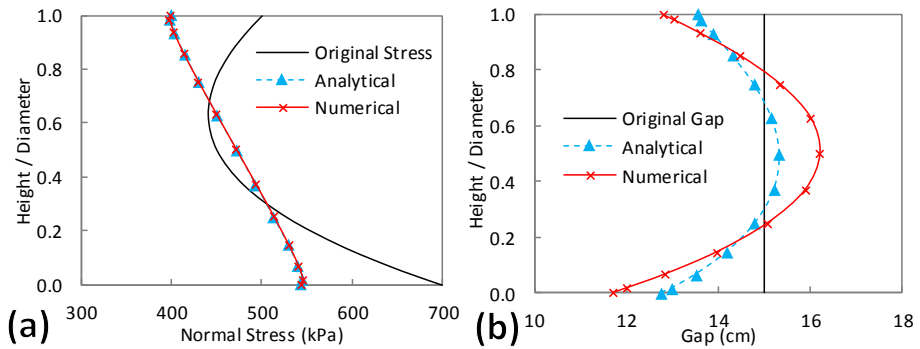 1.0
0.8
0.6
0.4
0.2
0.0
Height / Diameter
Original Stress
Analytical
Numerical
300 400 500 600 700
Normal Stress (kPa)
(a)
1.0
0.8
0.6
0.4
0.2
0.0
Height / Diameter
Original Gap
Analytical
Numerical
10 12 14 16 18
Gap (cm)
(b)